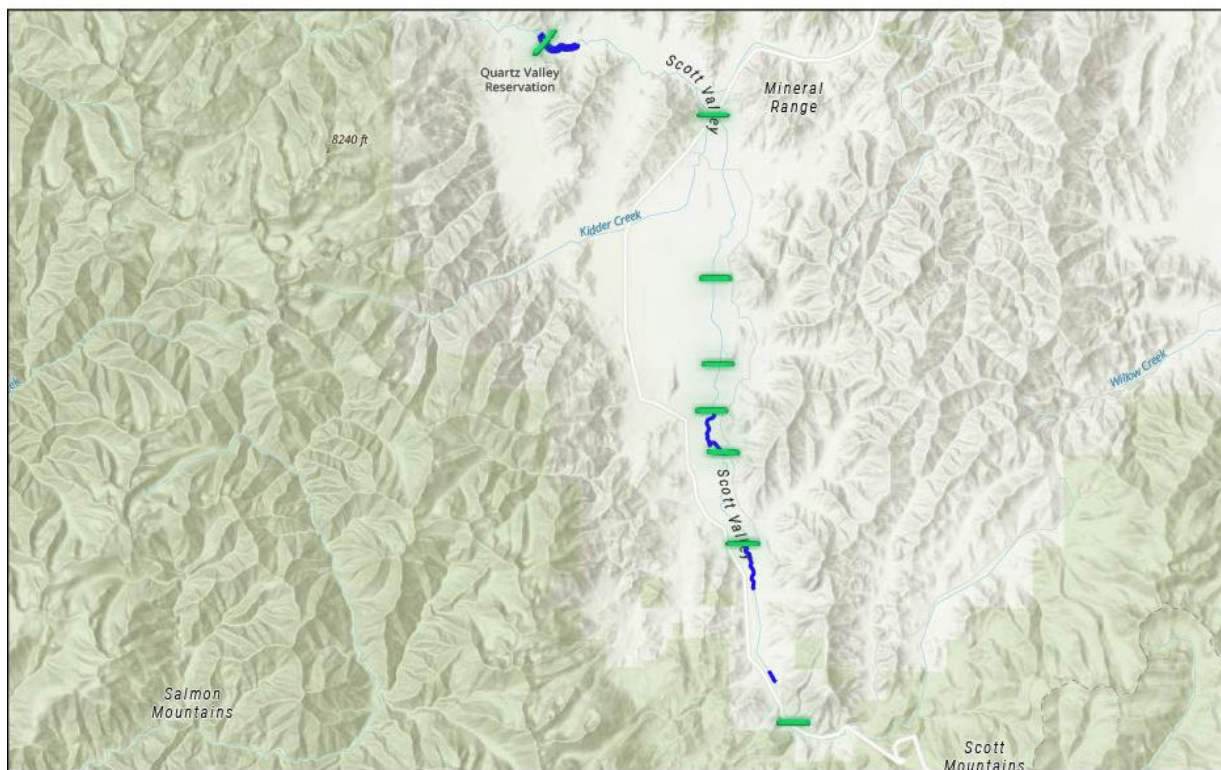 Quartz Valley
Reservation
Scott Valley
Mineral
Range
8240 ft
Kidder Creek
Willow Creek
Scott Valley
Salmon
Mountains
Scott
Mountains